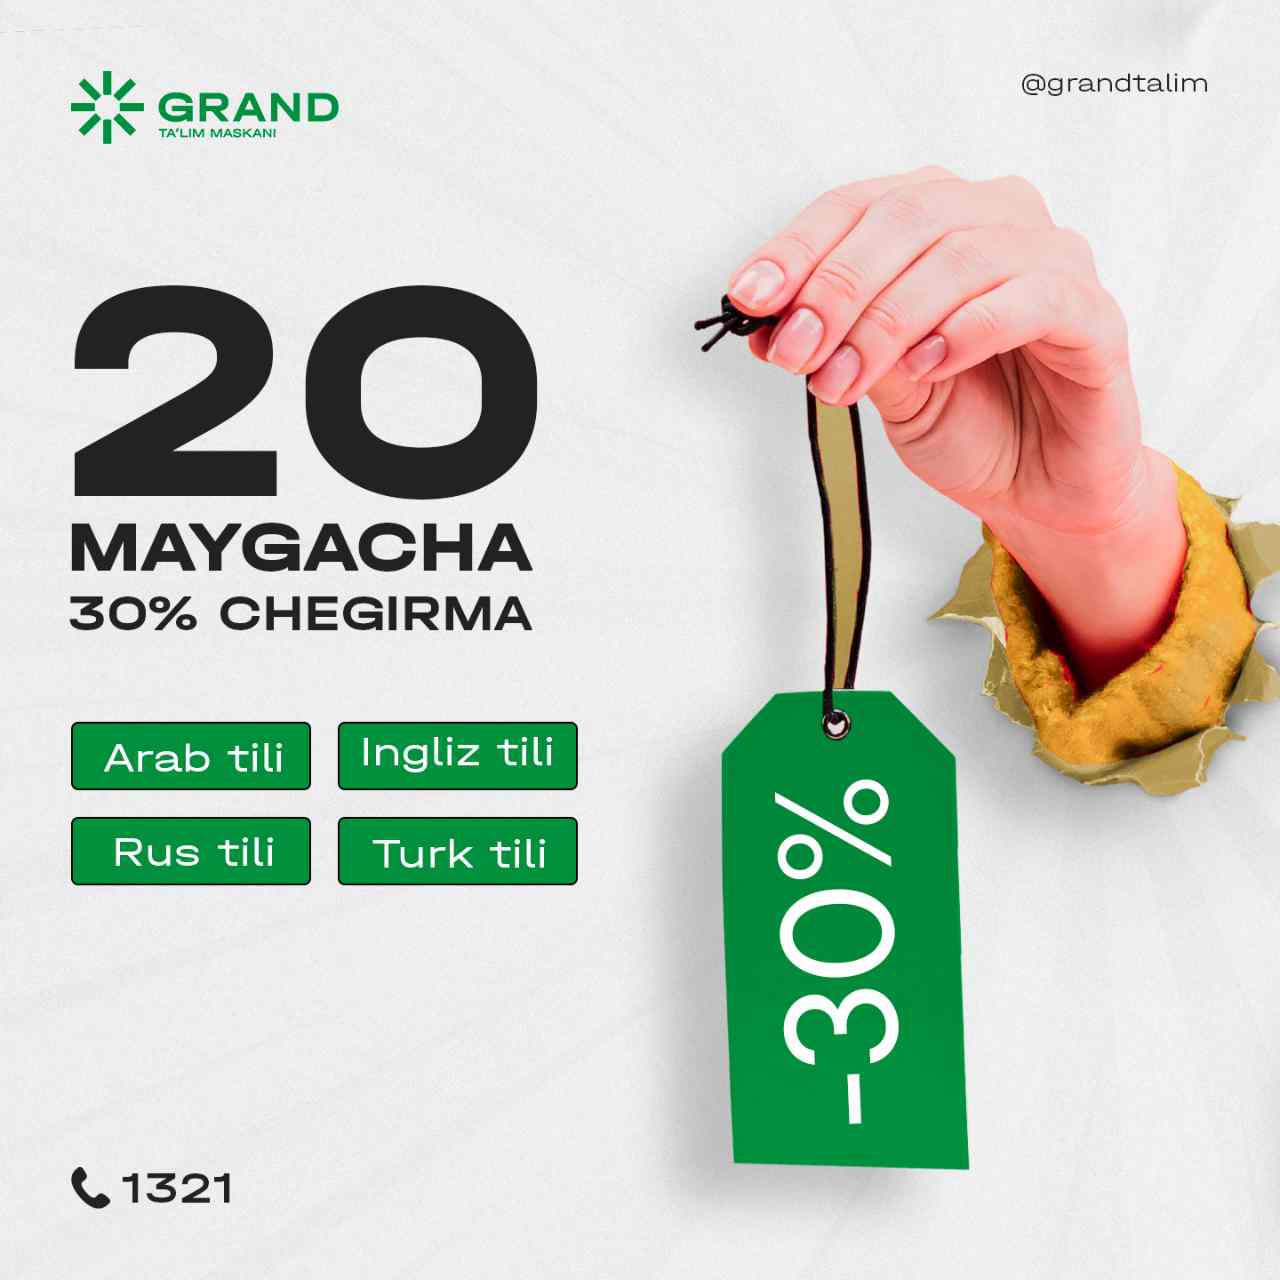 GRAND
TA'LIM MASKANI
@grandtalim
20
MAYGACHA
30% CHEGIRMA
Arab tili
Ingliz tili
Rus tili
Turk tili
-30%
1321